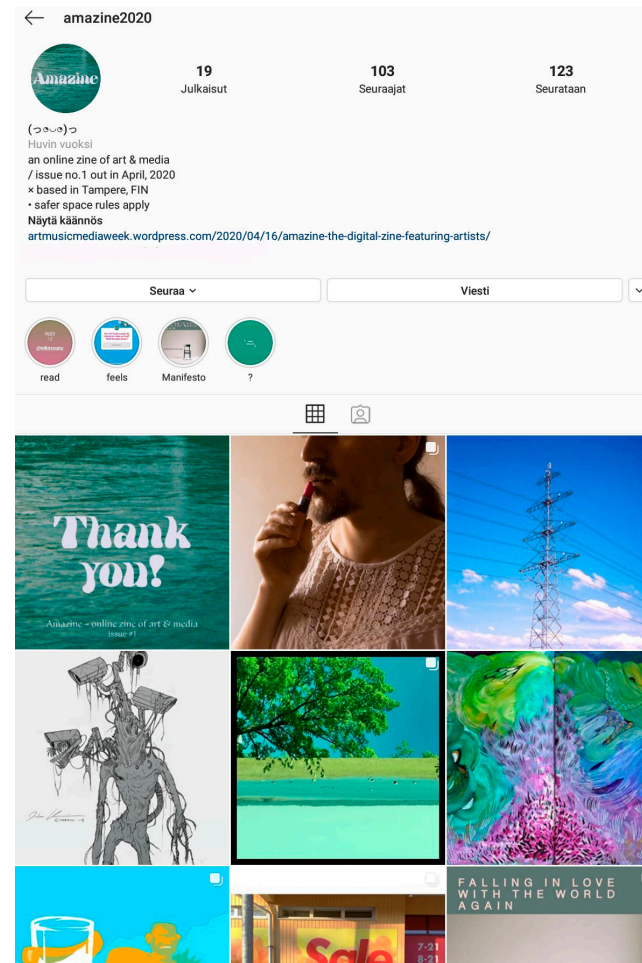 amazine2020
Amazine
19
Julkaisut
103
Seuraajat
123
Seurataan
(っ◔◡◔)っ
Huvin vuoksi
an online zine of art & media
/ issue no.1 out in April, 2020
× based in Tampere, FIN
• safer space rules apply
Näytä käännös
artmusicmediaweek.wordpress.com/2020/04/16/amazine-the-digital-zine-featuring-artists/
Seuraa
Viesti
read
feels
Manifesto
?
Thank
you!
Amazine - online zine of art & media
issue #1
FALLING IN LOVE
WITH THE WORLD
AGAIN
Sale
7-21
8-21